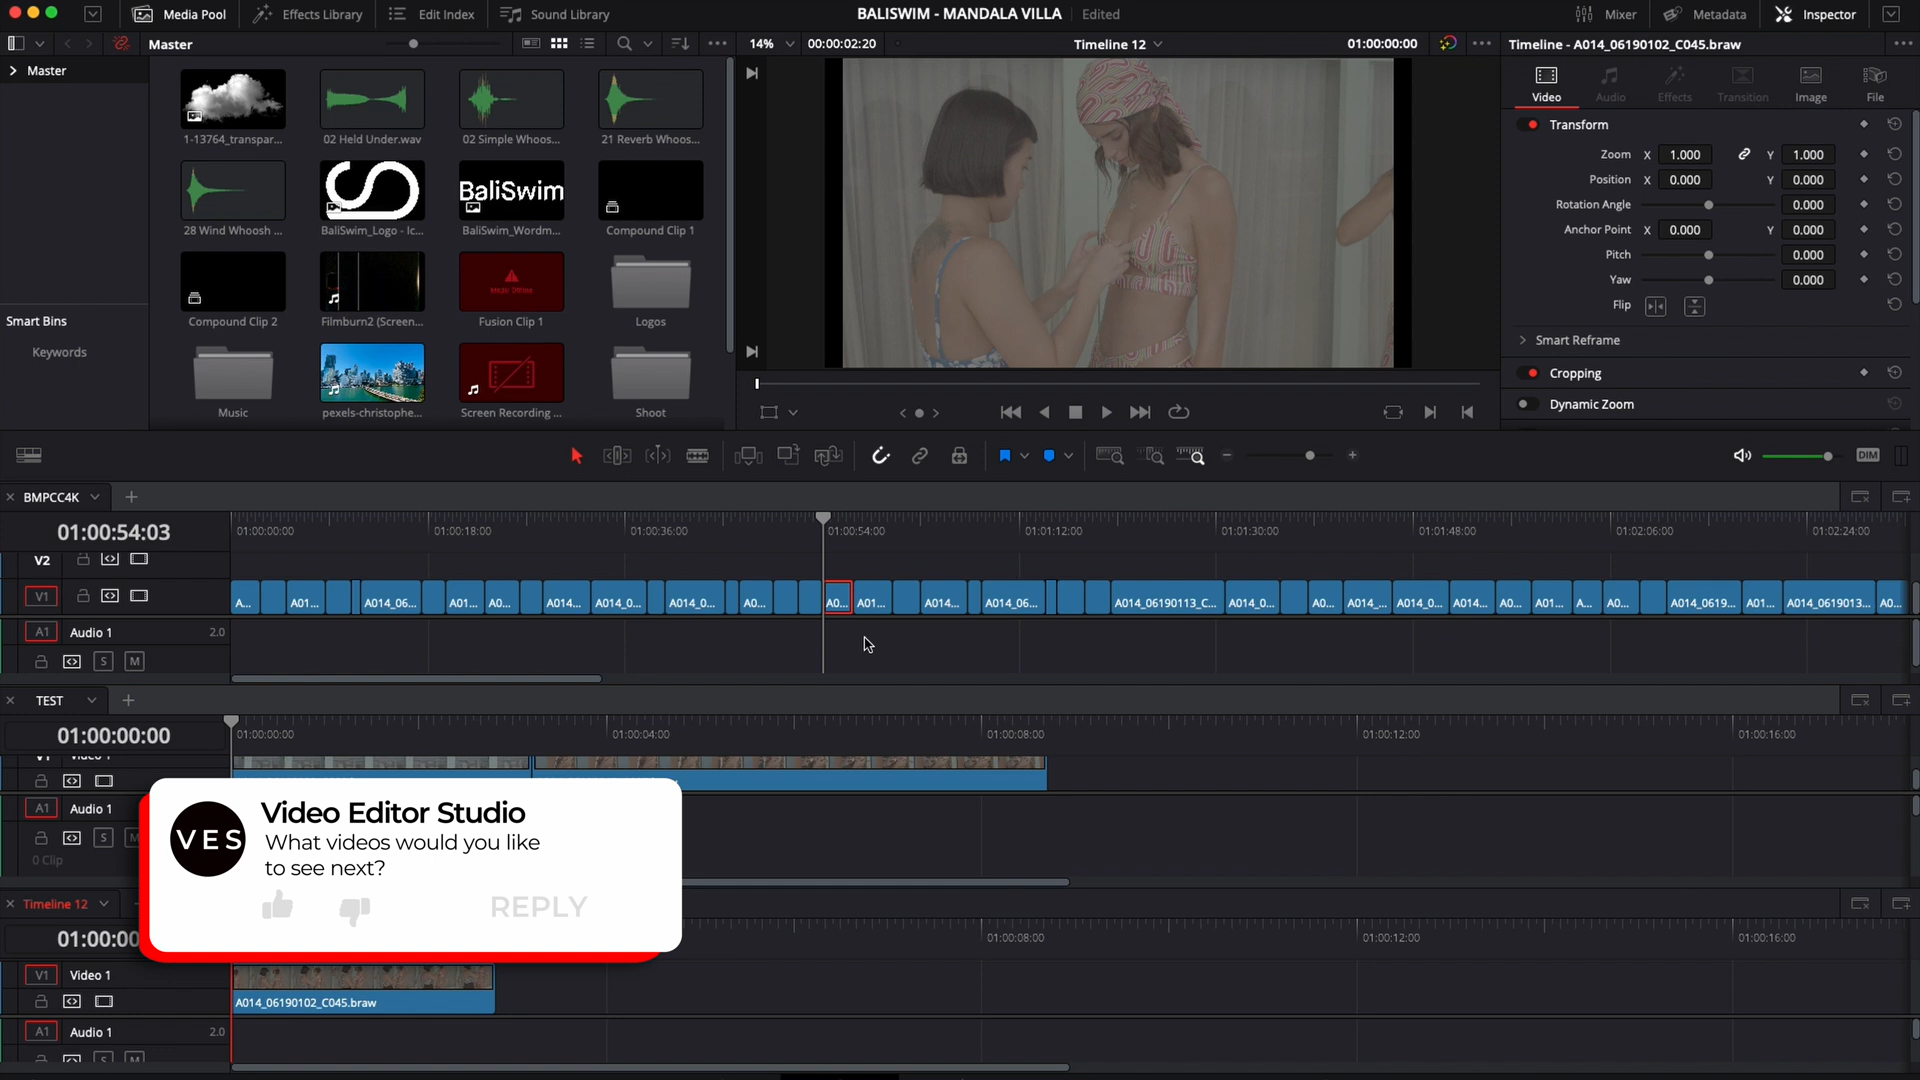 Media Pool
Effects Library
Edit Index
Sound Library
BALISWIM - MANDALA VILLA
Edited
Mixer
Metadata
Inspector
Master
14%
00:00:02:20
Timeline 12
01:00:00:00
Timeline - A014_06190102_C045.braw
Master
1-13764_transpar...
02 Held Under.wav
02 Simple Whoos...
21 Reverb Whoos...
28 Wind Whoosh ...
BaliSwim
BaliSwim_Logo - Ic...
BaliSwim_Wordm...
Compound Clip 1
Compound Clip 2
Filmburn2 (Screen...
Media Offline
Fusion Clip 1
Logos
Music
pexels-christophe...
Screen Recording ...
Shoot
Smart Bins
Keywords
Video
Audio
Effects
Transition
Image
File
Transform
Zoom X 1.000 Y 1.000
Position X 0.000 Y 0.000
Rotation Angle 0.000
Anchor Point X 0.000 Y 0.000
Pitch 0.000
Yaw 0.000
Flip
Smart Reframe
Cropping
Dynamic Zoom
DIM
BMPCC4K
01:00:54:03
01:00:00:00
01:00:18:00
01:00:36:00
01:00:54:00
01:01:12:00
01:01:30:00
01:01:48:00
01:02:06:00
01:02:24:00
V2
V1
A...
A01...
A014_06...
A01...
A0...
A014...
A014_0...
A014_0...
A0...
A0...
A01...
A014...
A014_06...
A014_06190113_C...
A014_0...
A0...
A014_...
A014_0...
A014...
A0...
A01...
A...
A0...
A014_0619...
A01...
A014_0619013...
A0...
A1 Audio 1 2.0
S M
TEST
01:00:00:00
01:00:00:00
01:00:04:00
01:00:08:00
01:00:12:00
01:00:16:00
A1 Audio 1
S M
0 Clip
VES
Video Editor Studio
What videos would you like
to see next?
REPLY
Timeline 12
01:00:00
01:00:08:00
01:00:12:00
01:00:16:00
V1 Video 1
A014_06190102_C045.braw
A1 Audio 1 2.0
S M